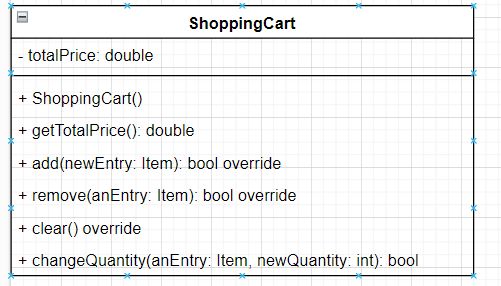 ShoppingCart
- totalPrice: double
+ ShoppingCart()
+ getTotalPrice(): double
+ add(newEntry: Item): bool override
+ remove(anEntry: Item): bool override
+ clear() override
+ changeQuantity(anEntry: Item, newQuantity: int): bool